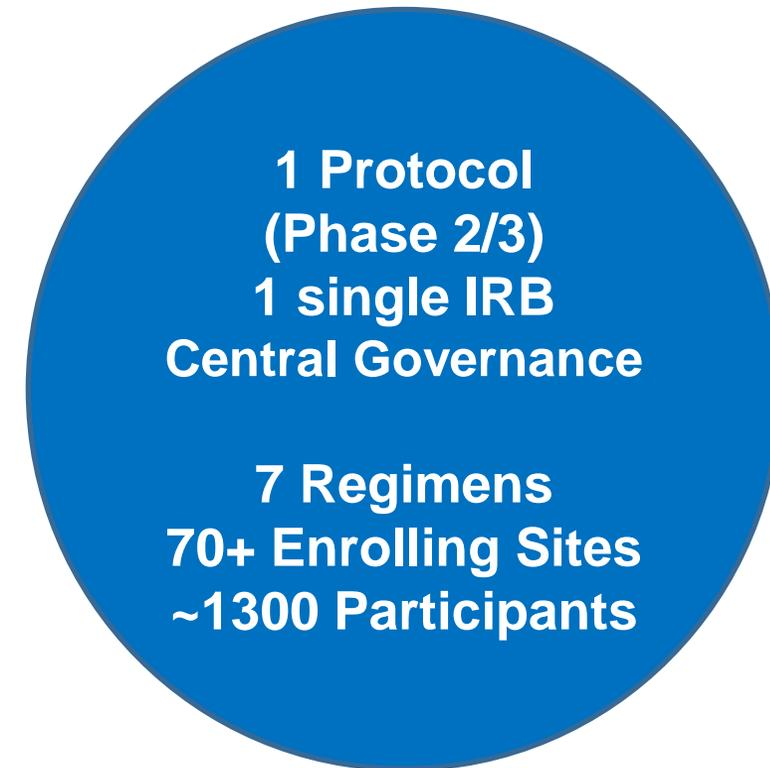 1 Protocol
(Phase 2/3)
1 single IRB
Central Governance
7 Regimens
70+ Enrolling Sites
~1300 Participants